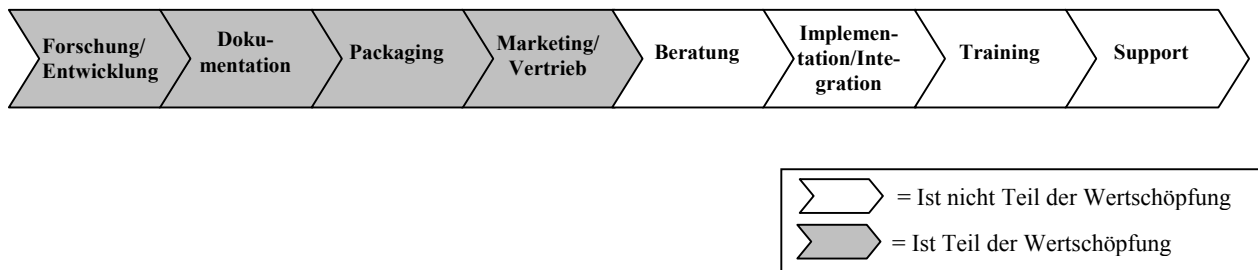 Forschung/
Entwicklung
Doku-
mentation
Packaging
Marketing/
Vertrieb
Beratung
Implemen-
tation/Inte-
gration
Training
Support
= Ist nicht Teil der Wertschöpfung
= Ist Teil der Wertschöpfung